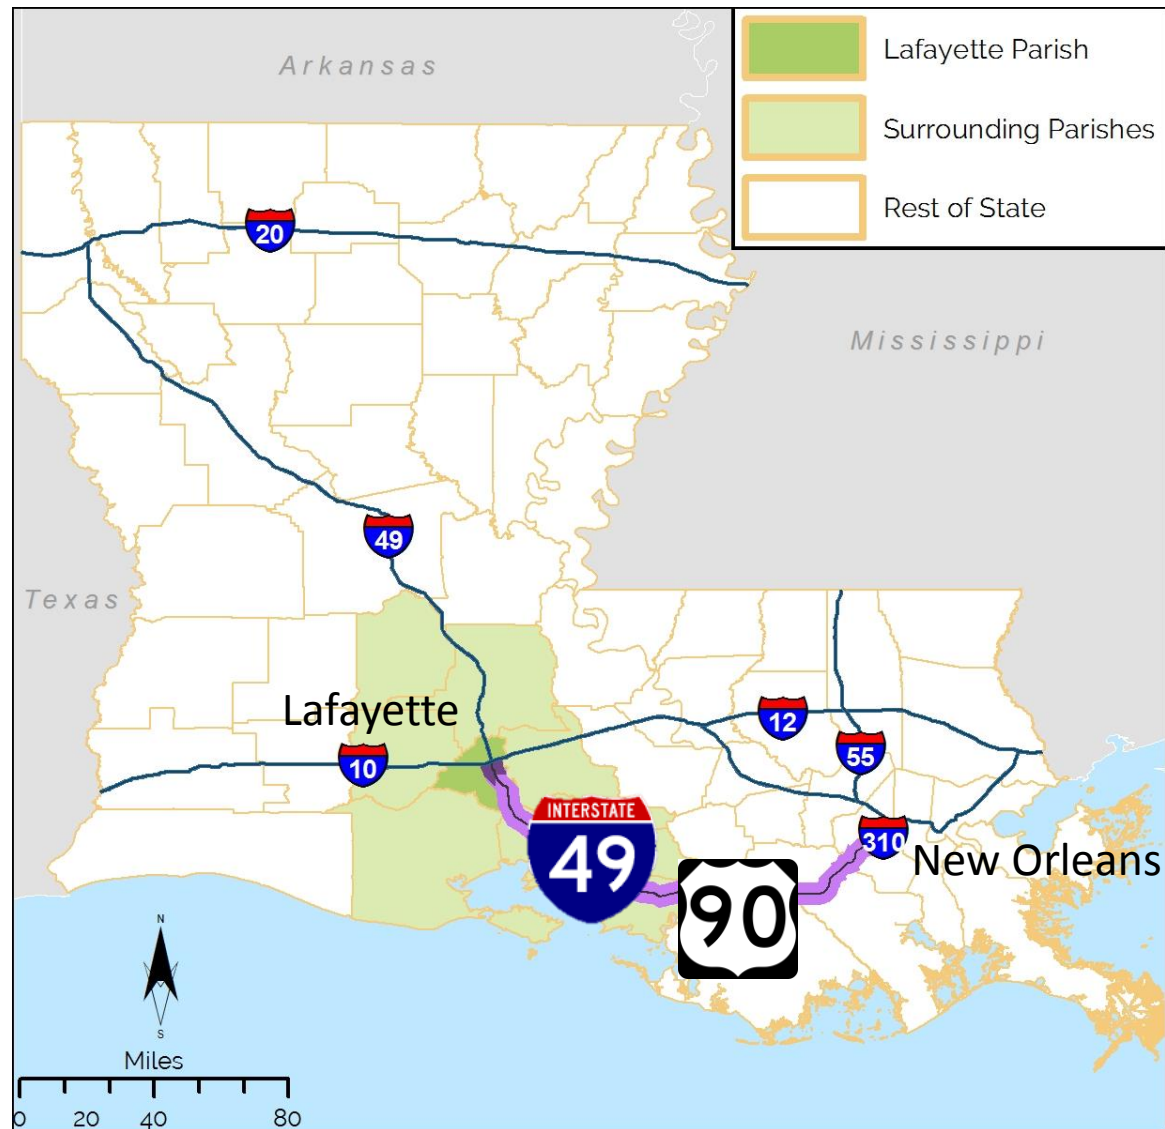 Arkansas
Lafayette Parish
Surrounding Parishes
Rest of State
20
Mississippi
49
Texas
Lafayette
12
55
10
INTERSTATE
49
310
New Orleans
90
N
S
Miles
0 20 40 80